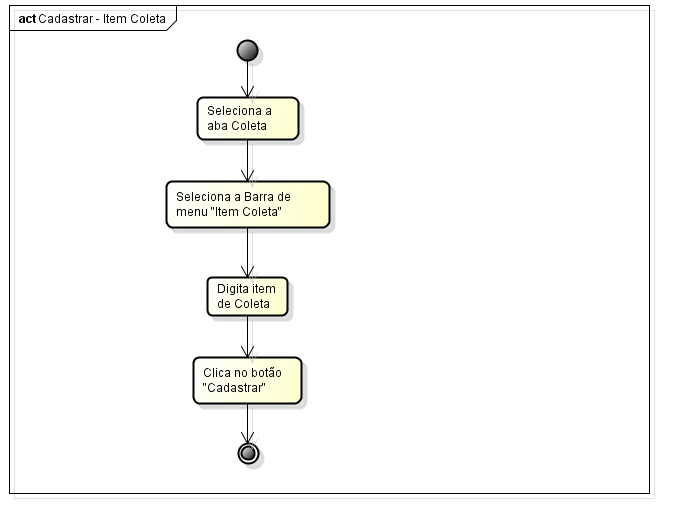 act Cadastrar - Item Coleta
Seleciona a
aba Coleta
Seleciona a Barra de
menu "Item Coleta"
Digita item
de Coleta
Clica no botão
"Cadastrar"